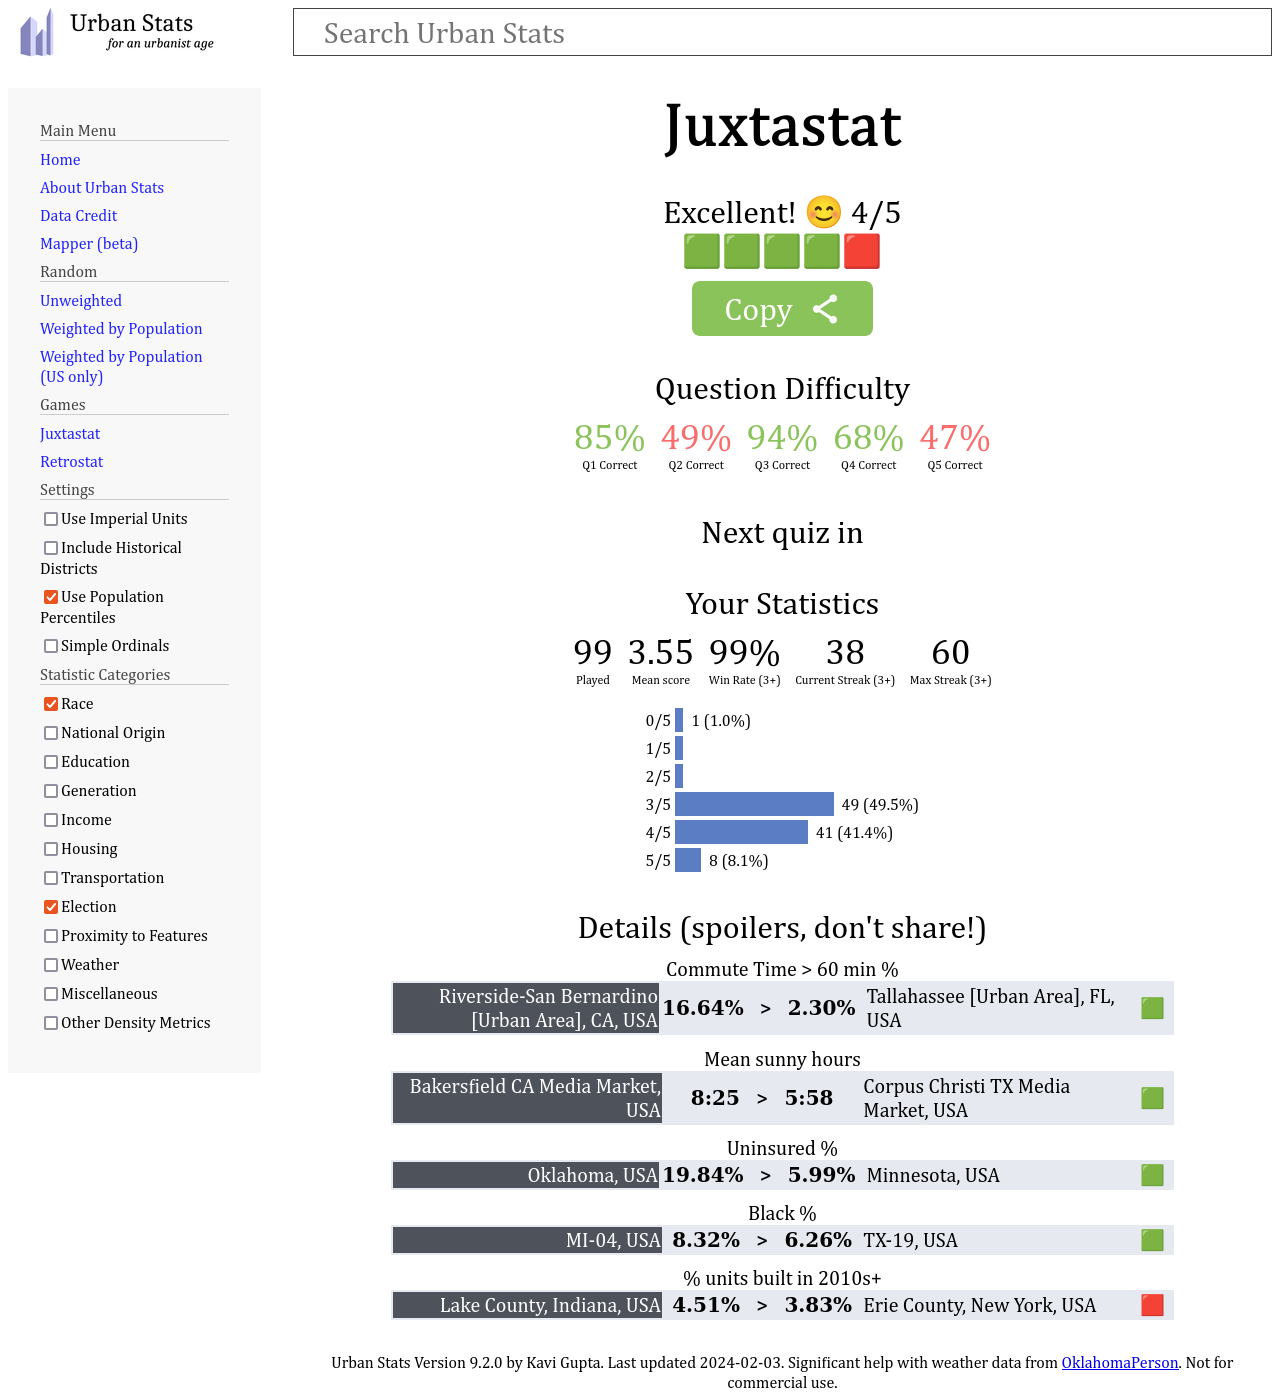 Urban Stats
for an urbanist age
Search Urban Stats
Main Menu
Home
About Urban Stats
Data Credit
Mapper (beta)
Random
Unweighted
Weighted by Population
Weighted by Population
(US only)
Games
Juxtastat
Retrostat
Settings
Use Imperial Units
Include Historical
Districts
Use Population
Percentiles
Simple Ordinals
Statistic Categories
Race
National Origin
Education
Generation
Income
Housing
Transportation
Election
Proximity to Features
Weather
Miscellaneous
Other Density Metrics
Juxtastat
Excellent! 😊 4/5
🟩🟩🟩🟩🟥
Copy
Question Difficulty
85% 49% 94% 68% 47%
Q1 Correct Q2 Correct Q3 Correct Q4 Correct Q5 Correct
Next quiz in
Your Statistics
99 3.55 99% 38 60
Played Mean score Win Rate (3+) Current Streak (3+) Max Streak (3+)
0/5 1 (1.0%)
1/5
2/5
3/5 49 (49.5%)
4/5 41 (41.4%)
5/5 8 (8.1%)
Details (spoilers, don't share!)
Commute Time > 60 min %
Riverside-San Bernardino
[Urban Area], CA, USA
16.64% > 2.30%
Tallahassee [Urban Area], FL,
USA
🟩
Mean sunny hours
Bakersfield CA Media Market,
USA
8:25 > 5:58
Corpus Christi TX Media
Market, USA
🟩
Uninsured %
Oklahoma, USA 19.84% > 5.99% Minnesota, USA 🟩
Black %
MI-04, USA 8.32% > 6.26% TX-19, USA 🟩
% units built in 2010s+
Lake County, Indiana, USA 4.51% > 3.83% Erie County, New York, USA 🟥
Urban Stats Version 9.2.0 by Kavi Gupta. Last updated 2024-02-03. Significant help with weather data from OklahomaPerson. Not for
commercial use.